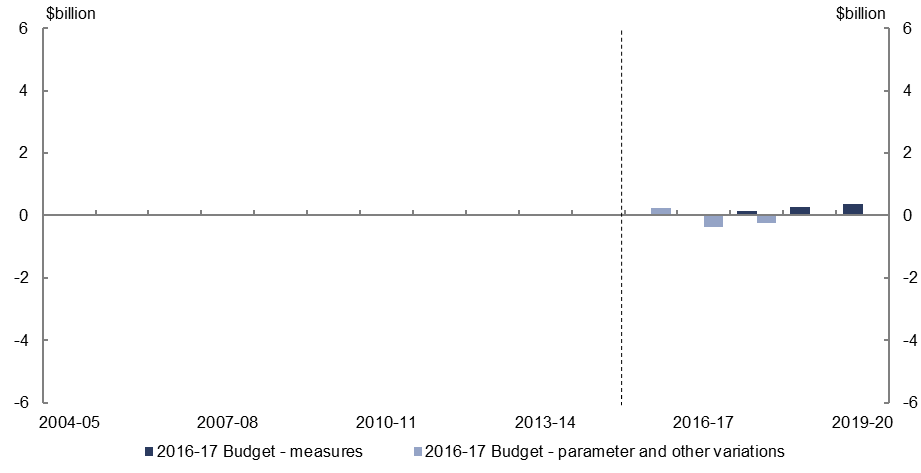 $billion $billion
6 6
4 4
2 2
0 0
-2 -2
-4 -4
-6 -6
2004-05 2007-08 2010-11 2013-14 2016-17 2019-20
2016-17 Budget - measures 2016-17 Budget - parameter and other variations